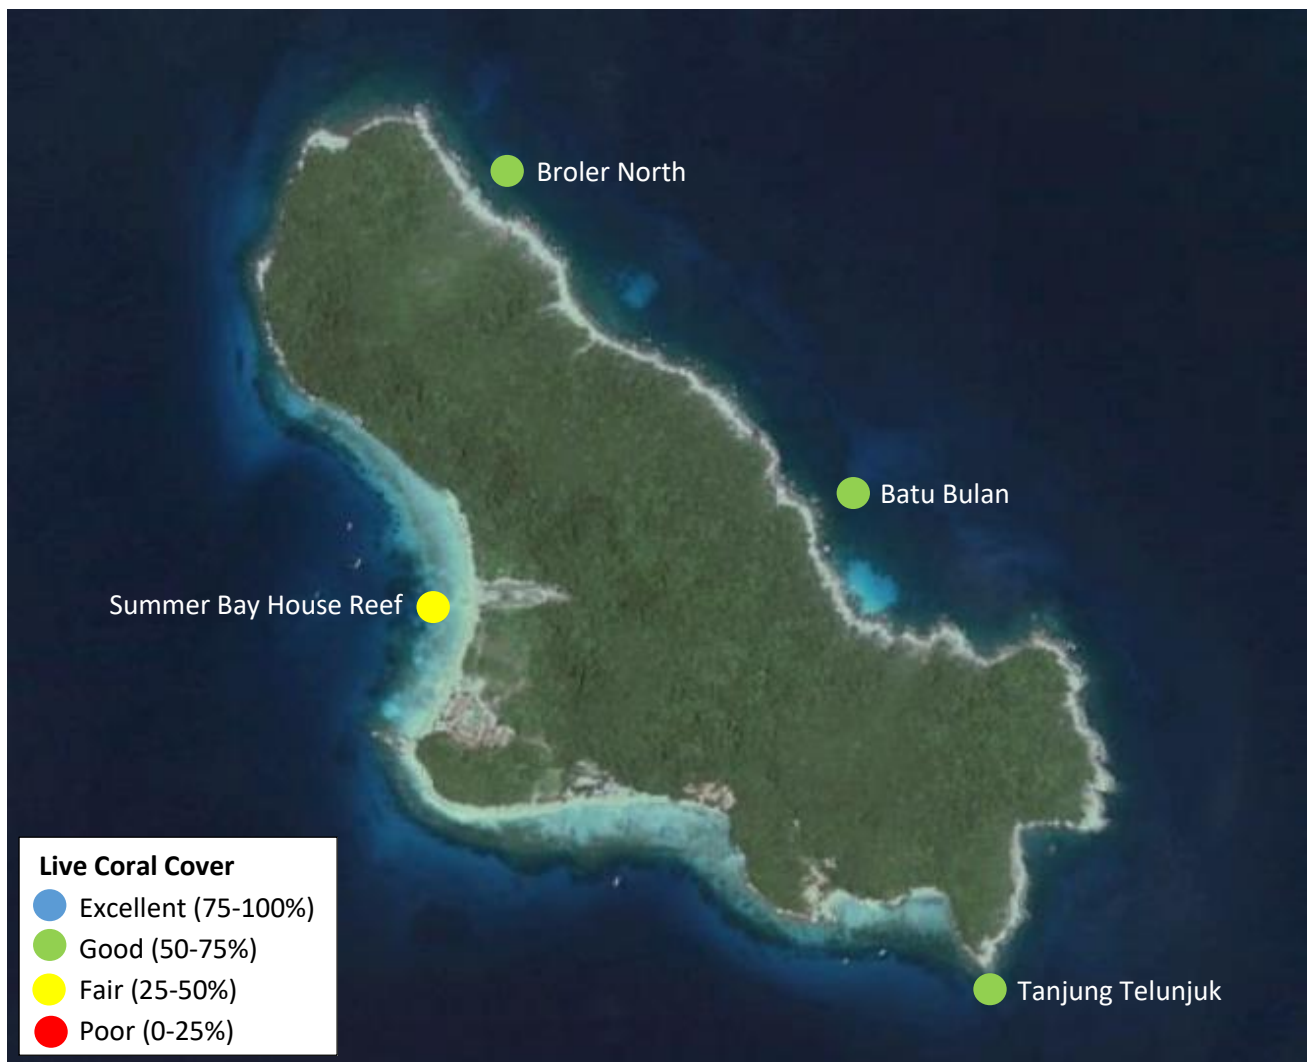 Broler North
Batu Bulan
Summer Bay House Reef
Live Coral Cover
Excellent (75-100%)
Good (50-75%)
Fair (25-50%)
Poor (0-25%)
Tanjung Telunjuk